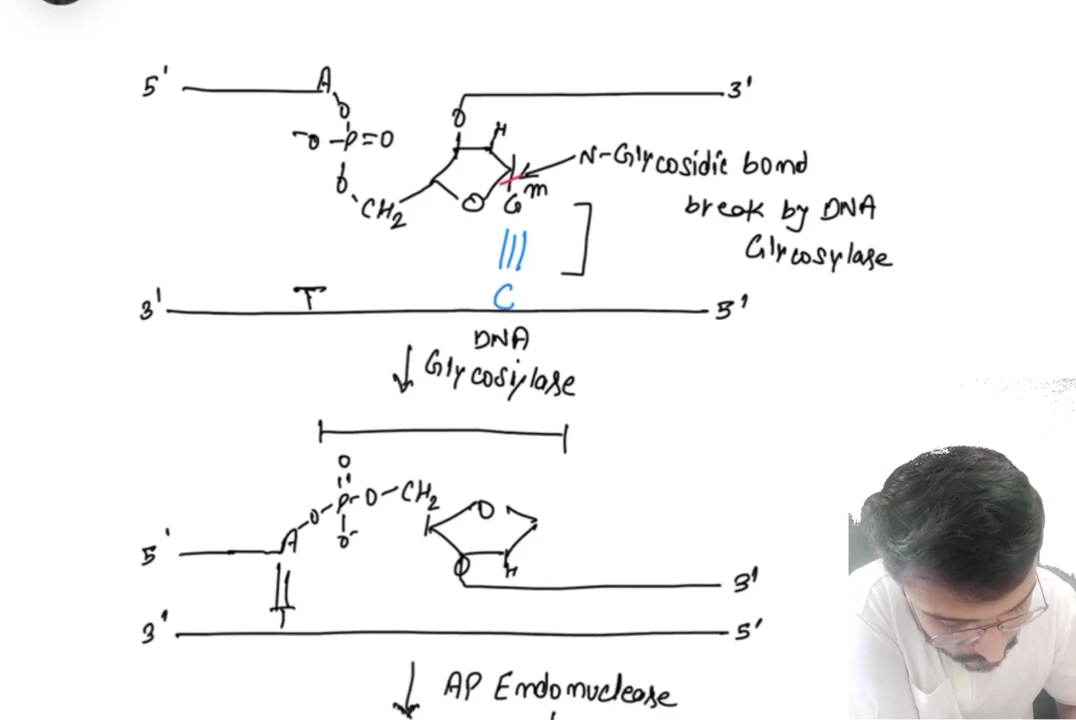 5' A 3'
O O H
⁻O-P=O N-Glycosidic bond
O CH₂ O G^m break by DNA
Glycosylase
C
3' T 5'
DNA
↓ Glycosylase
O
O-P-O-CH₂ O
5' A O⁻ O H 3'
3' T 5'
↓ AP Endonuclease